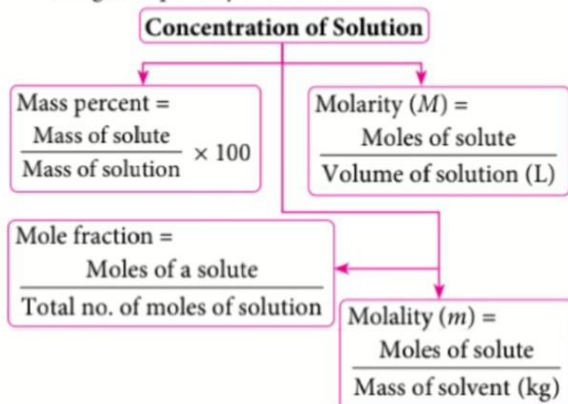 Concentration of Solution
Mass percent =
Mass of solute
Mass of solution
× 100
Molarity (M) =
Moles of solute
Volume of solution (L)
Mole fraction =
Moles of a solute
Total no. of moles of solution
Molality (m) =
Moles of solute
Mass of solvent (kg)